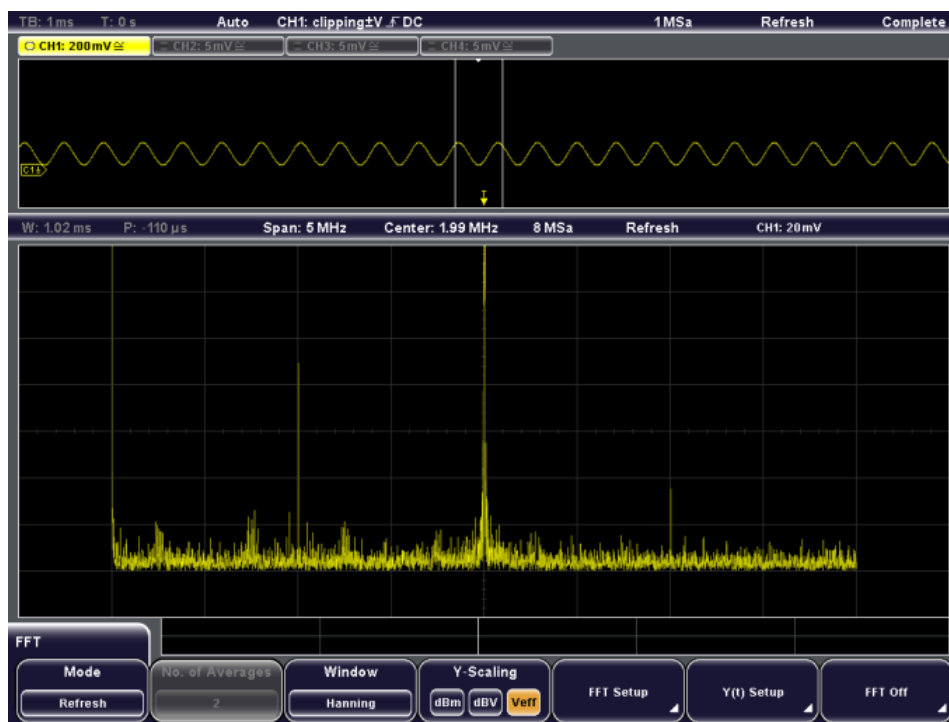 TB: 1ms T: 0 s Auto CH1: clipping±V DC 1MSa Refresh Complete
CH1: 200mV≅ CH2: 5mV≅ CH3: 5mV≅ CH4: 5mV≅
C1
T
W: 1.02 ms P: -110 µs Span: 5 MHz Center: 1.99 MHz 8 MSa Refresh CH1: 20mV
FFT
Mode No. of Averages Window Y-Scaling FFT Setup Y(t) Setup FFT Off
Refresh 2 Hanning dBm dBV Veff